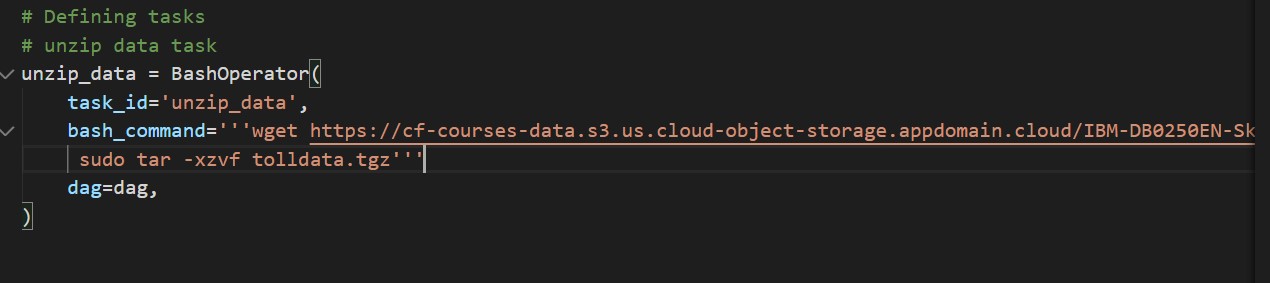 # Defining tasks
# unzip data task
unzip_data = BashOperator(
    task_id='unzip_data',
    bash_command='''wget https://cf-courses-data.s3.us.cloud-object-storage.appdomain.cloud/IBM-DB0250EN-Sk
     sudo tar -xzvf tolldata.tgz'''
    dag=dag,
)